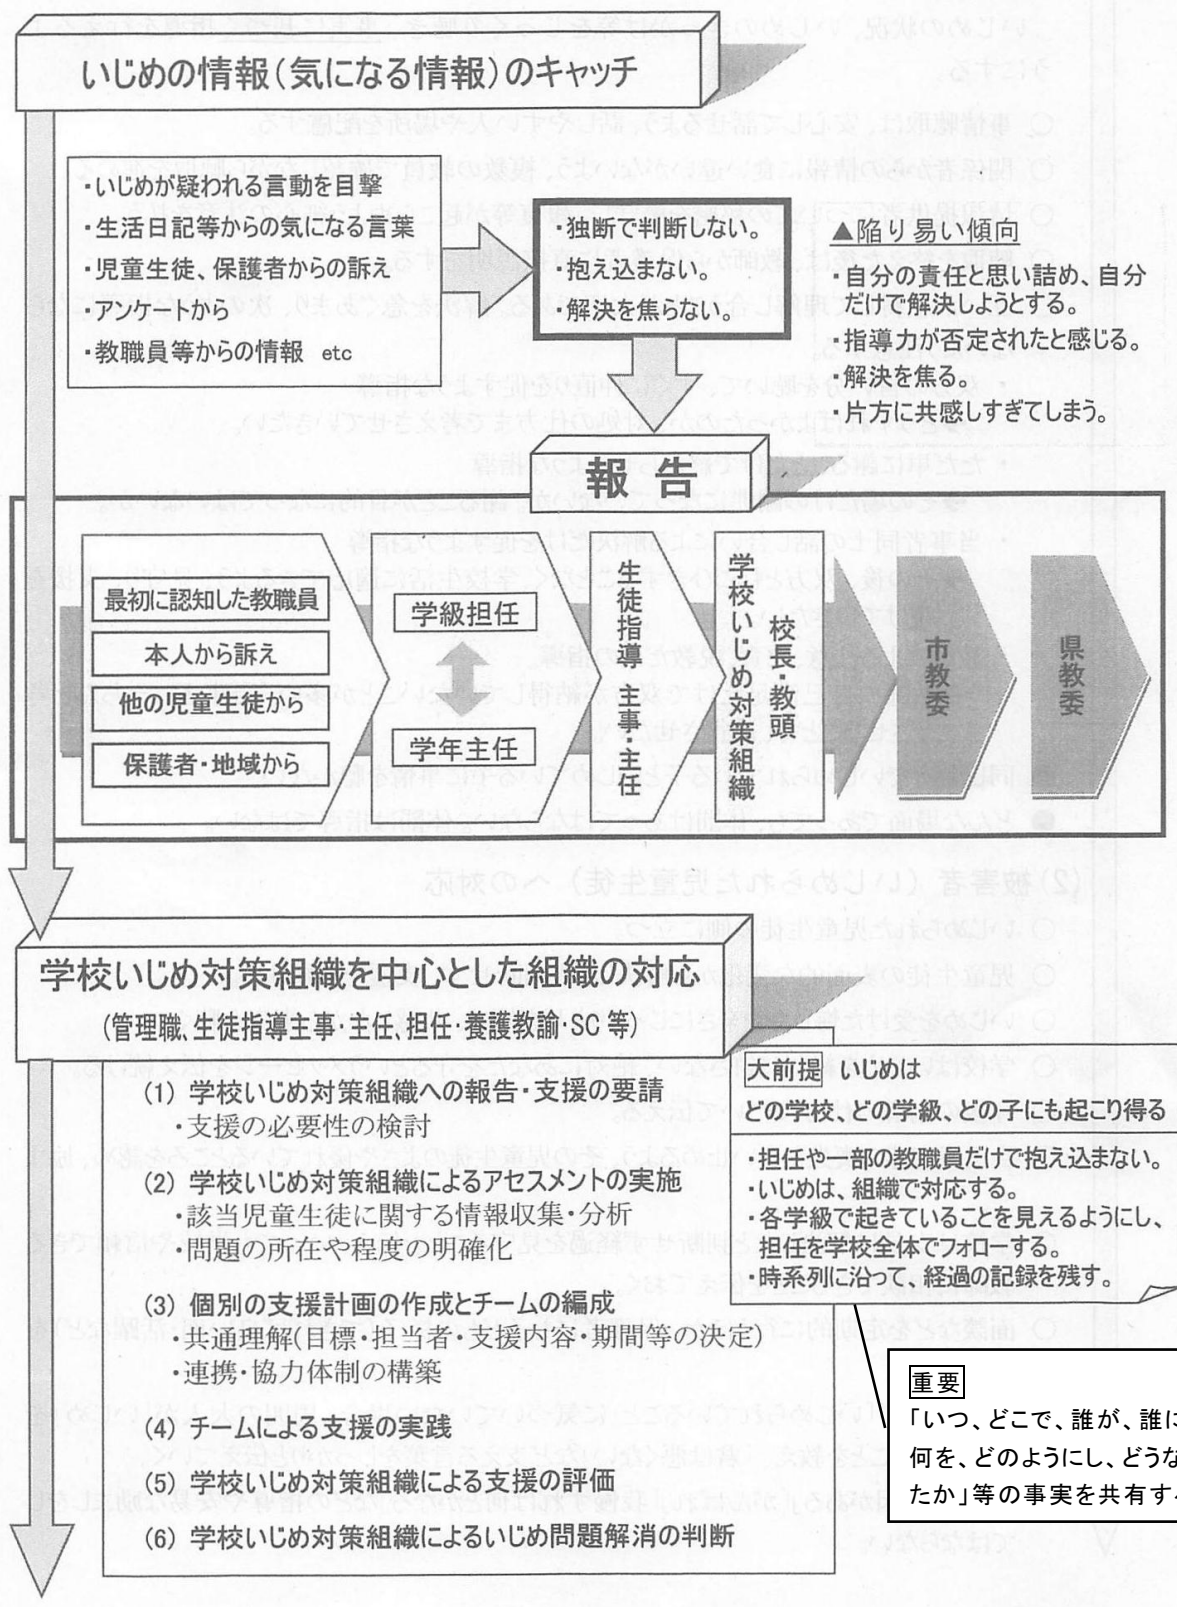 いじめの情報(気になる情報)のキャッチ
・いじめが疑われる言動を目撃
・生活日記等からの気になる言葉
・児童生徒、保護者からの訴え
・アンケートから
・教職員等からの情報 etc
・独断で判断しない。
・抱え込まない。
・解決を焦らない。
▲陥り易い傾向
・自分の責任と思い詰め、自分
だけで解決しようとする。
・指導力が否定されたと感じる。
・解決を焦る。
・片方に共感しすぎてしまう。
報 告
最初に認知した教職員
本人から訴え
他の児童生徒から
保護者・地域から
学級担任
学年主任
生徒指導 主事・主任
学校いじめ対策組織
校長・教頭
市教委
県教委
学校いじめ対策組織を中心とした組織の対応
(管理職、生徒指導主事・主任、担任・養護教諭・SC 等)
(1) 学校いじめ対策組織への報告・支援の要請
・支援の必要性の検討
(2) 学校いじめ対策組織によるアセスメントの実施
・該当児童生徒に関する情報収集・分析
・問題の所在や程度の明確化
(3) 個別の支援計画の作成とチームの編成
・共通理解(目標・担当者・支援内容・期間等の決定)
・連携・協力体制の構築
(4) チームによる支援の実践
(5) 学校いじめ対策組織による支援の評価
(6) 学校いじめ対策組織によるいじめ問題解消の判断
大前提 いじめは
どの学校、どの学級、どの子にも起こり得る
・担任や一部の教職員だけで抱え込まない。
・いじめは、組織で対応する。
・各学級で起きていることを見えるようにし、
担任を学校全体でフォローする。
・時系列に沿って、経過の記録を残す。
重要
「いつ、どこで、誰が、誰に
何を、どのようにし、どうな
たか」等の事実を共有す